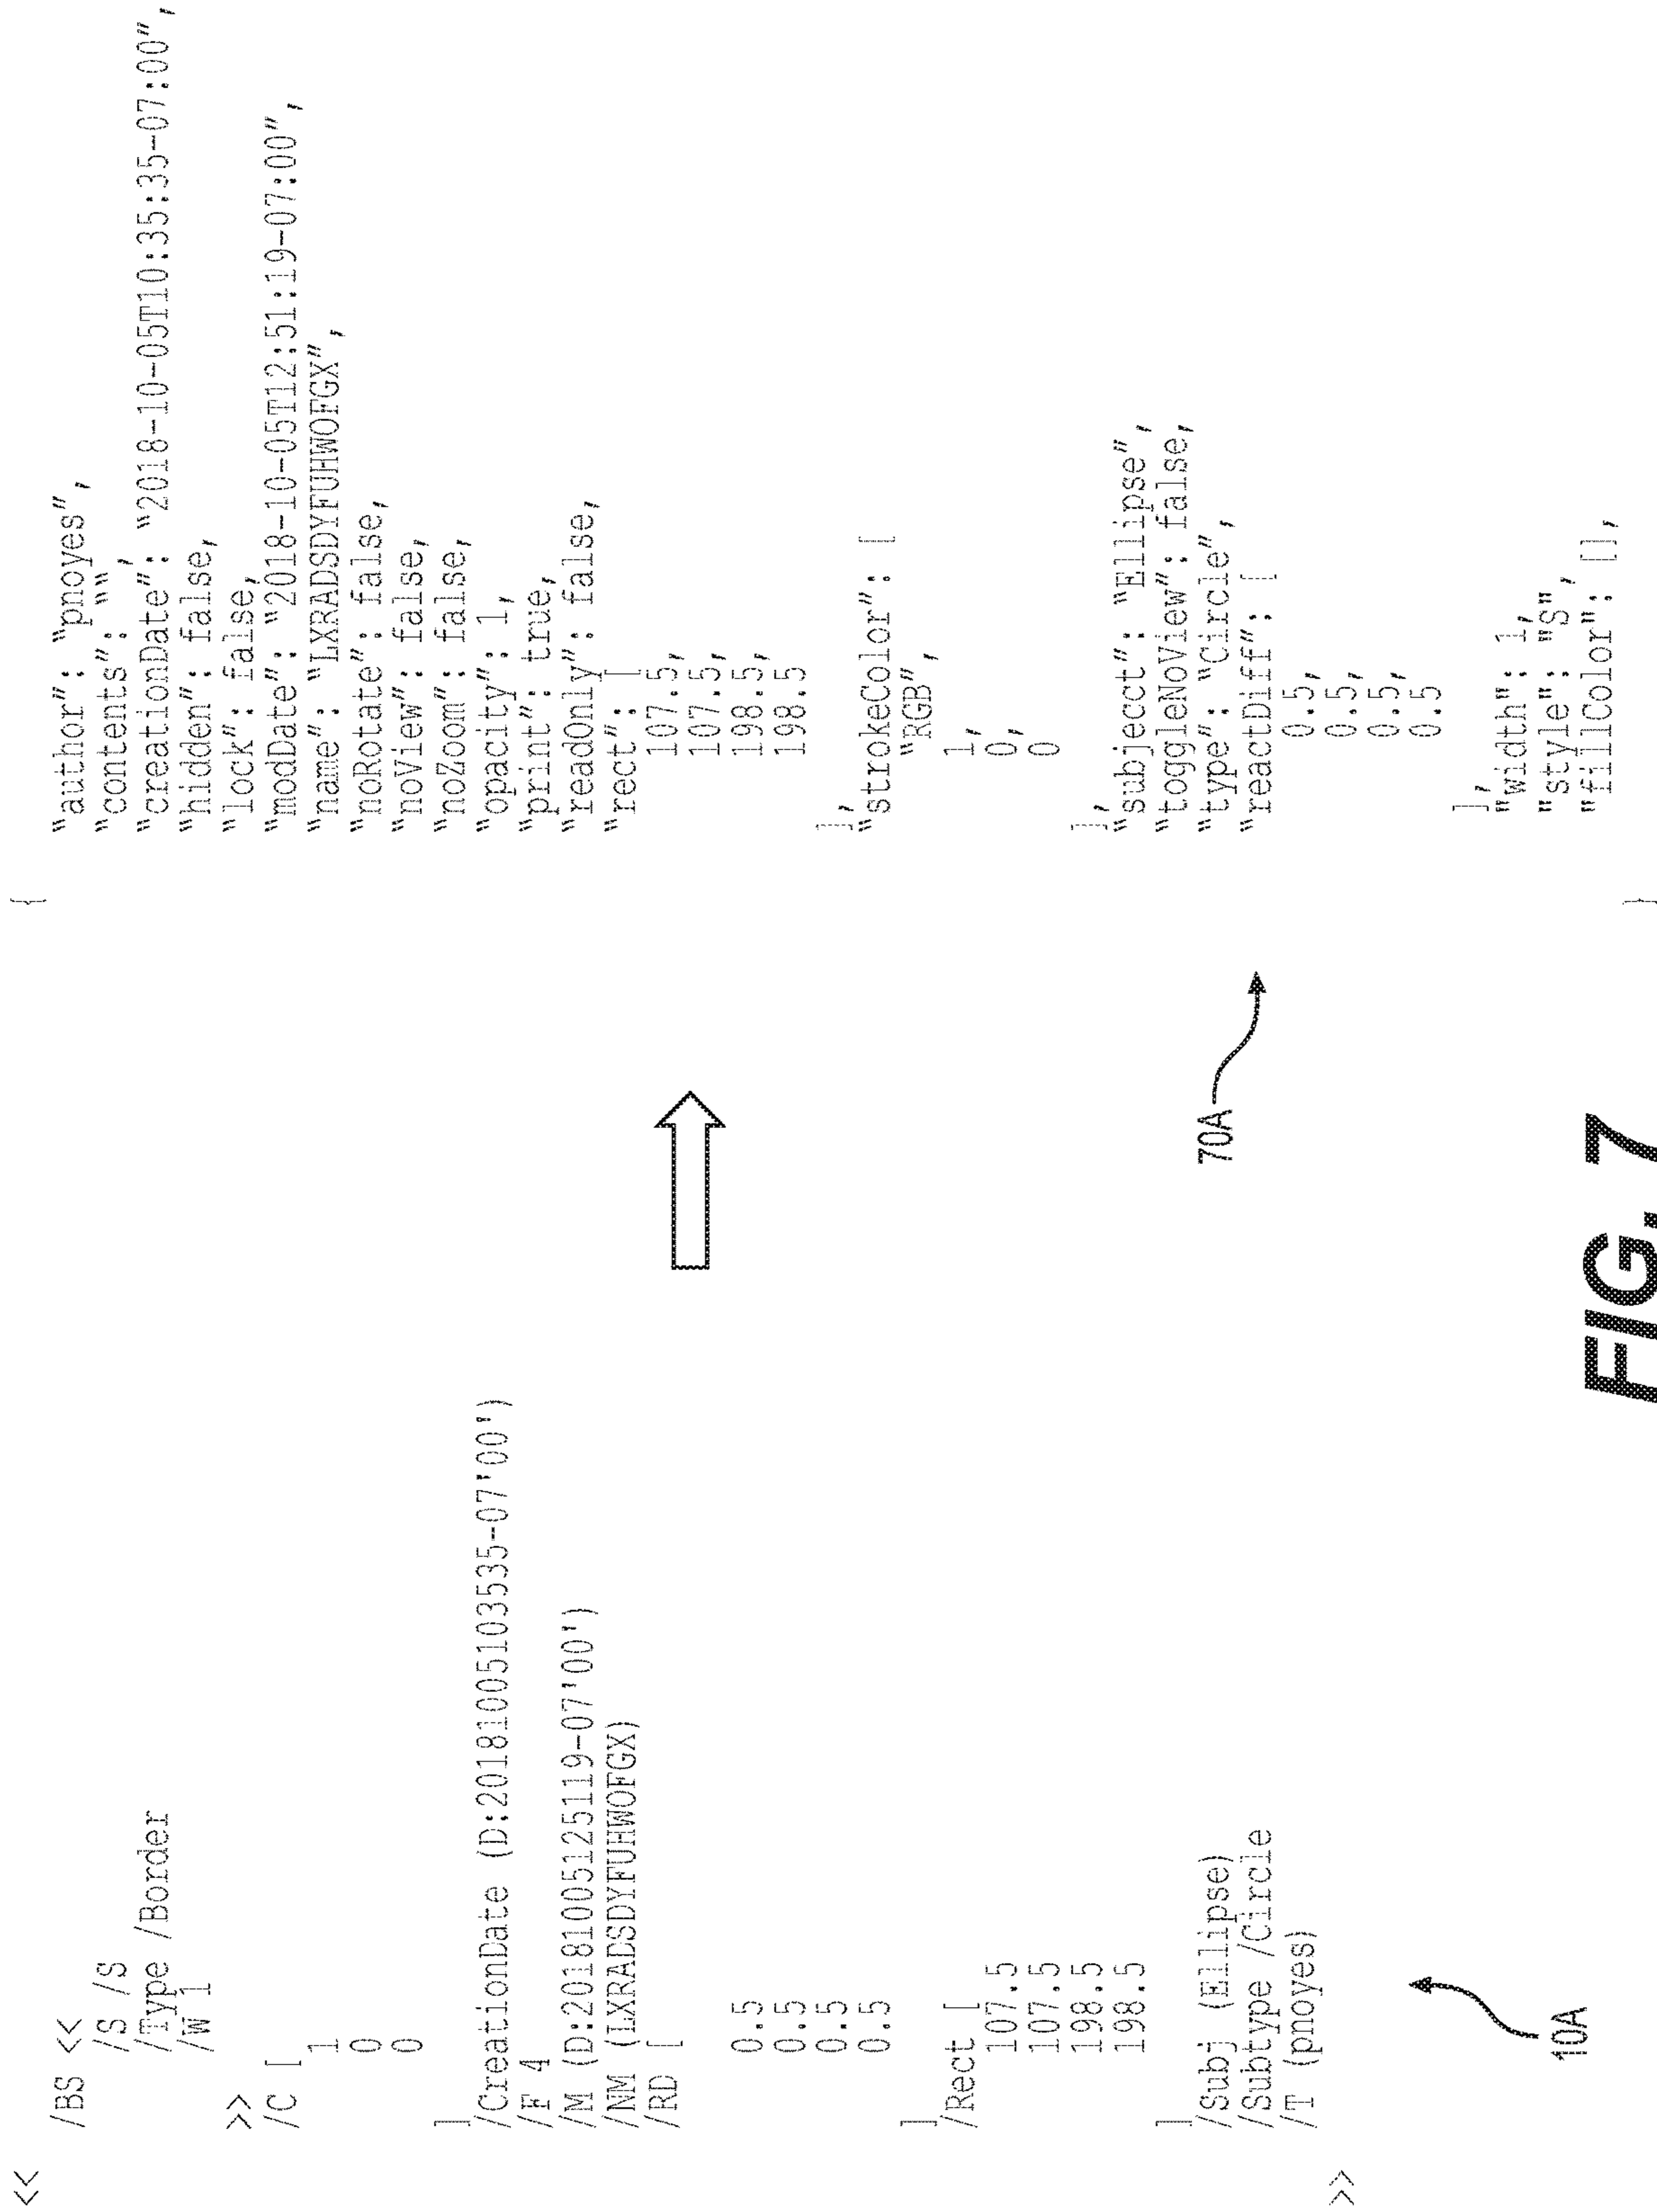 <<
/BS <<
/S /S
/Type /Border
/W 1
>>
/C [
1
0
0
]
/CreationDate (D:20181005103535-07'00')
/F 4
/M (D:20181005125119-07'00')
/NM (LXRADSDYFUHWOFGX)
/RD [
0.5
0.5
0.5
0.5
]
/Rect [
107.5
107.5
198.5
198.5
]
/Subj (Ellipse)
/Subtype /Circle
/T (pnoyes)
>>
10A
{
"author": "pnoyes",
"contents": "",
"creationDate": "2018-10-05T10:35:35-07:00",
"hidden": false,
"lock": false,
"modDate": "2018-10-05T12:51:19-07:00",
"name": "LXRADSDYFUHWOFGX",
"noRotate": false,
"noView": false,
"noZoom": false,
"opacity": 1,
"print": true,
"readOnly": false,
"rect": [
107.5,
107.5,
198.5,
198.5
],
"strokeColor": [
"RGB",
1,
0,
0
],
"subject": "Ellipse",
"toggleNoView": false,
"type": "Circle",
"reactDiff": [
0.5,
0.5,
0.5,
0.5
],
"width": 1,
"style": "S",
"fillColor": [],
}
70A
FIG. 7